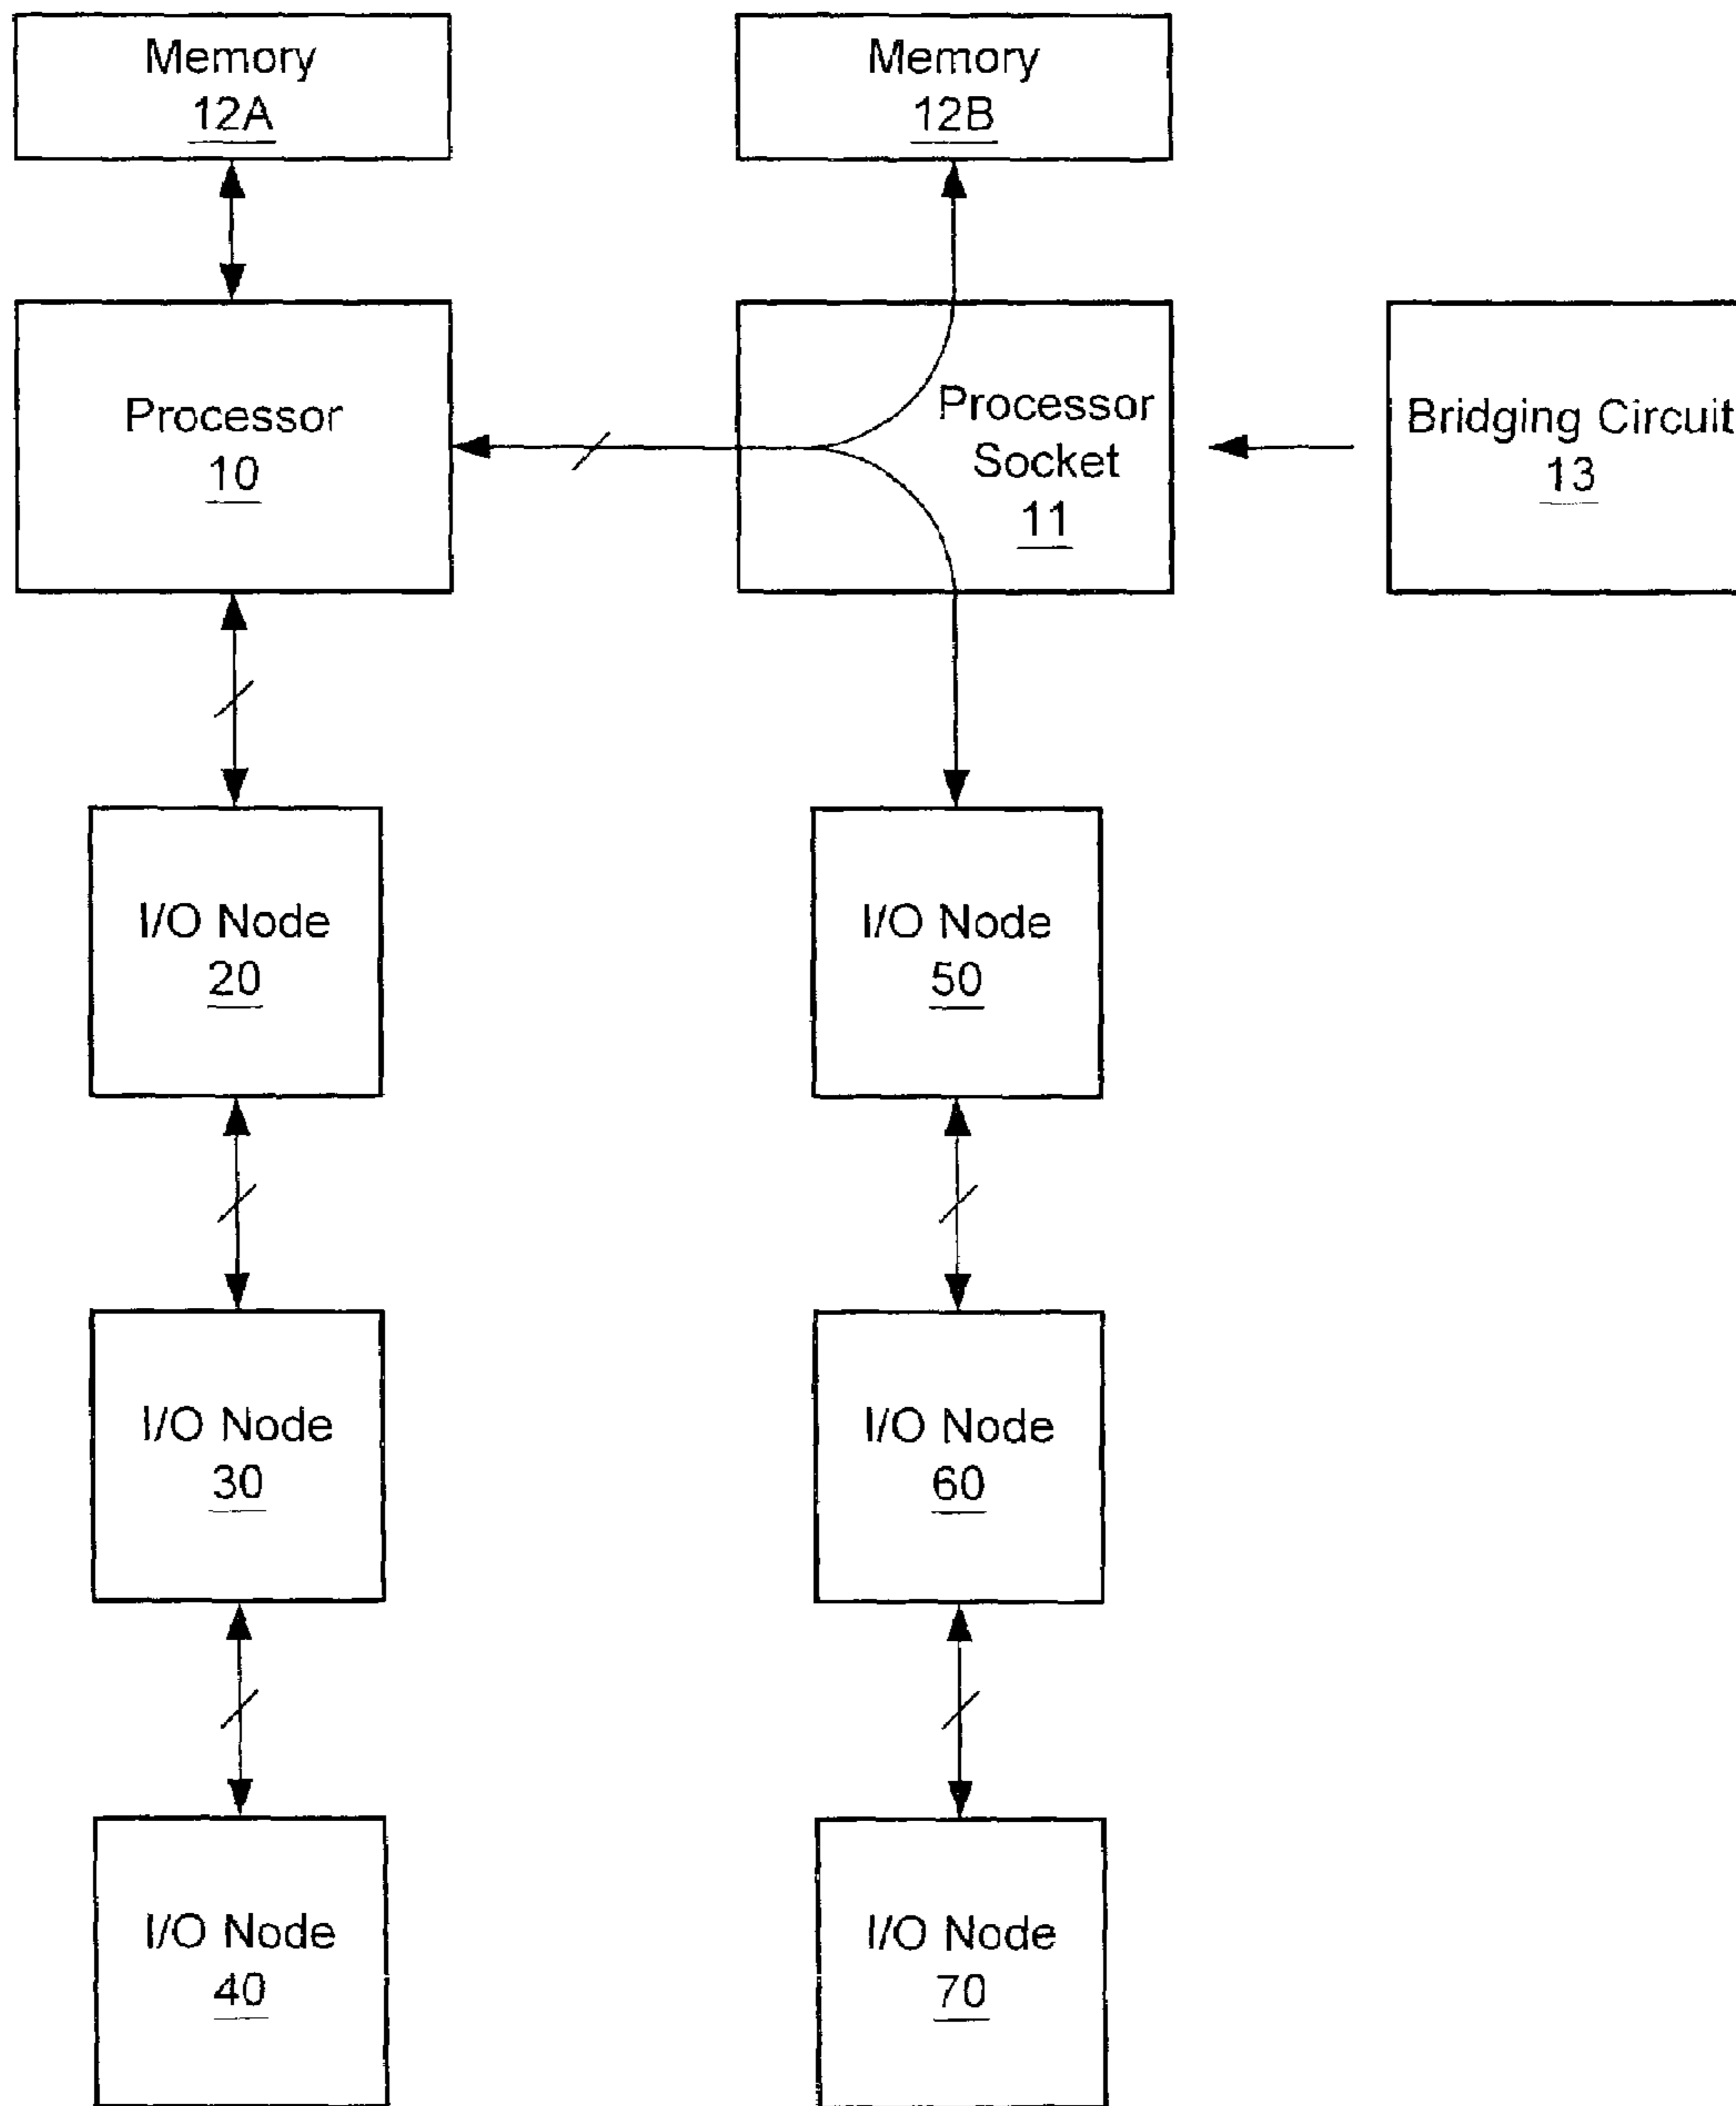 Memory
12A
Memory
12B
Processor
10
Processor
Socket
11
Bridging Circuit
13
I/O Node
20
I/O Node
50
I/O Node
30
I/O Node
60
I/O Node
40
I/O Node
70